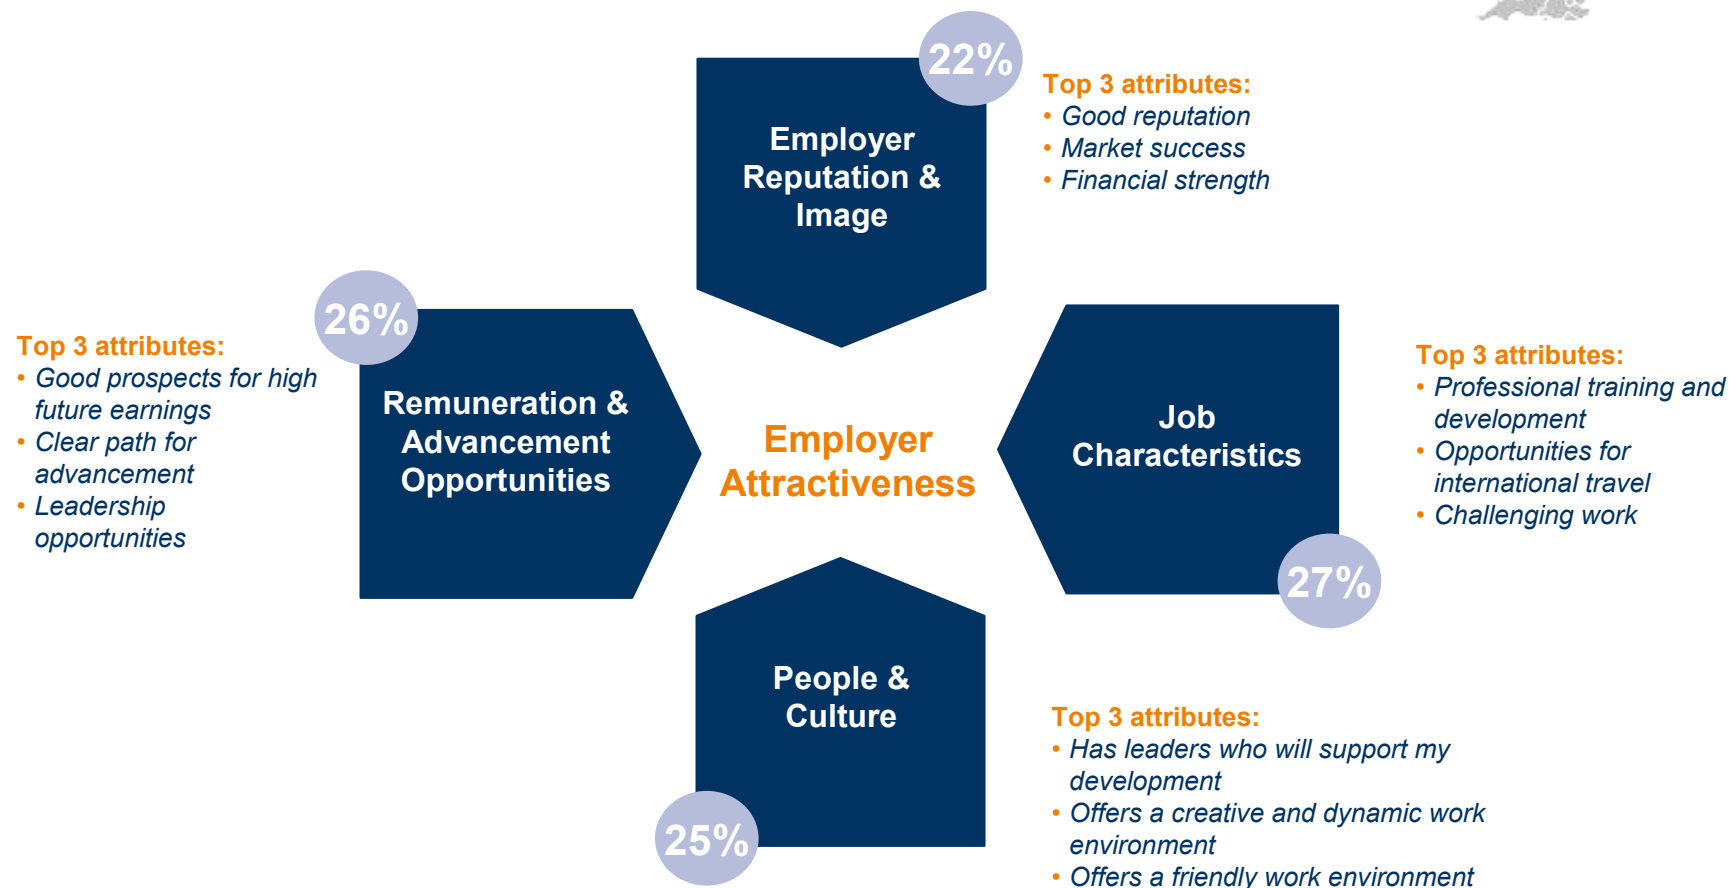 22%
Employer
Reputation &
Image
Top 3 attributes:
• Good reputation
• Market success
• Financial strength
26%
Remuneration &
Advancement
Opportunities
Top 3 attributes:
• Good prospects for high
future earnings
• Clear path for
advancement
• Leadership
opportunities
Employer
Attractiveness
Job
Characteristics
27%
Top 3 attributes:
• Professional training and
development
• Opportunities for
international travel
• Challenging work
People &
Culture
25%
Top 3 attributes:
• Has leaders who will support my
development
• Offers a creative and dynamic work
environment
• Offers a friendly work environment